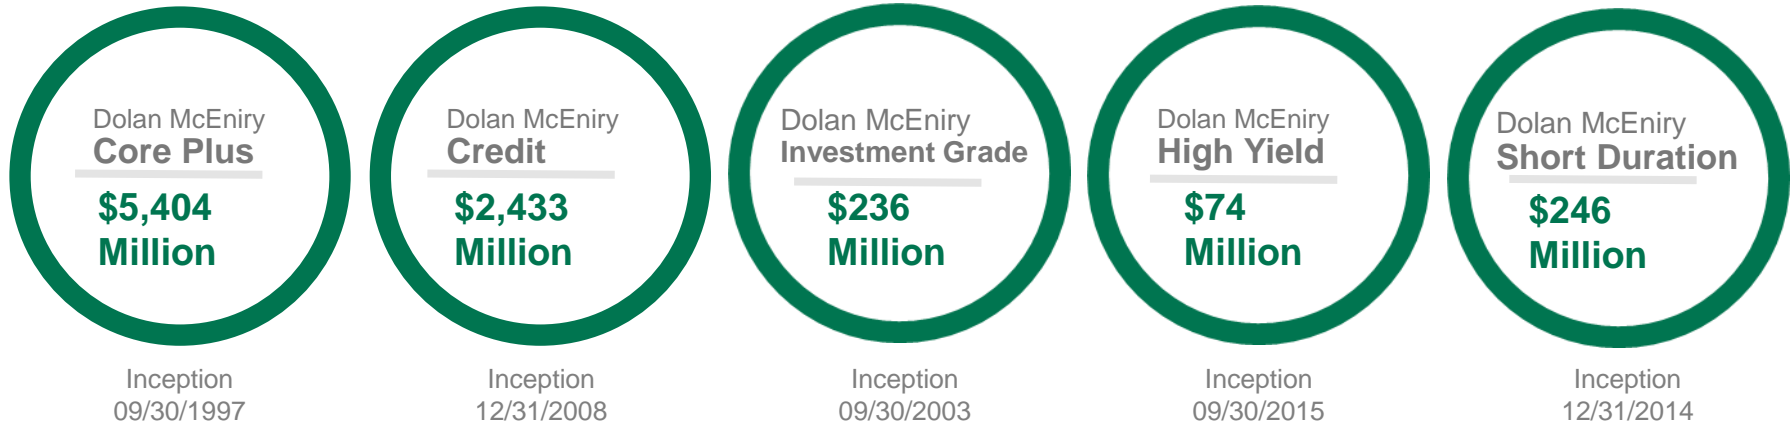 Dolan McEniry
Core Plus
$5,404
Million
Inception
09/30/1997
Dolan McEniry
Credit
$2,433
Million
Inception
12/31/2008
Dolan McEniry
Investment Grade
$236
Million
Inception
09/30/2003
Dolan McEniry
High Yield
$74
Million
Inception
09/30/2015
Dolan McEniry
Short Duration
$246
Million
Inception
12/31/2014